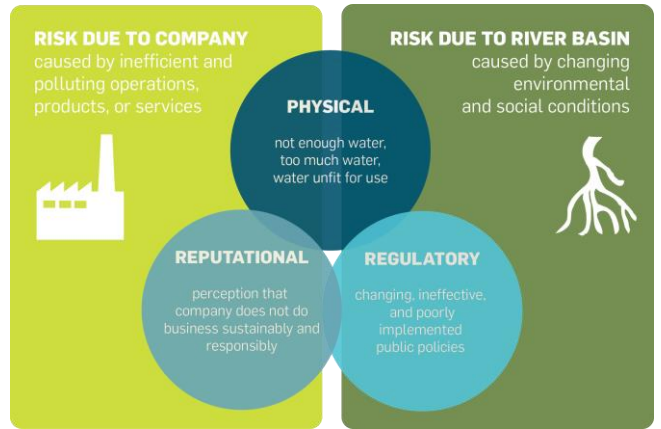 RISK DUE TO COMPANY
caused by inefficient and
polluting operations,
products, or services
RISK DUE TO RIVER BASIN
caused by changing
environmental
and social conditions
PHYSICAL
not enough water,
too much water,
water unfit for use
REPUTATIONAL
perception that
company does not do
business sustainably and
responsibly
REGULATORY
changing, ineffective,
and poorly
implemented
public policies